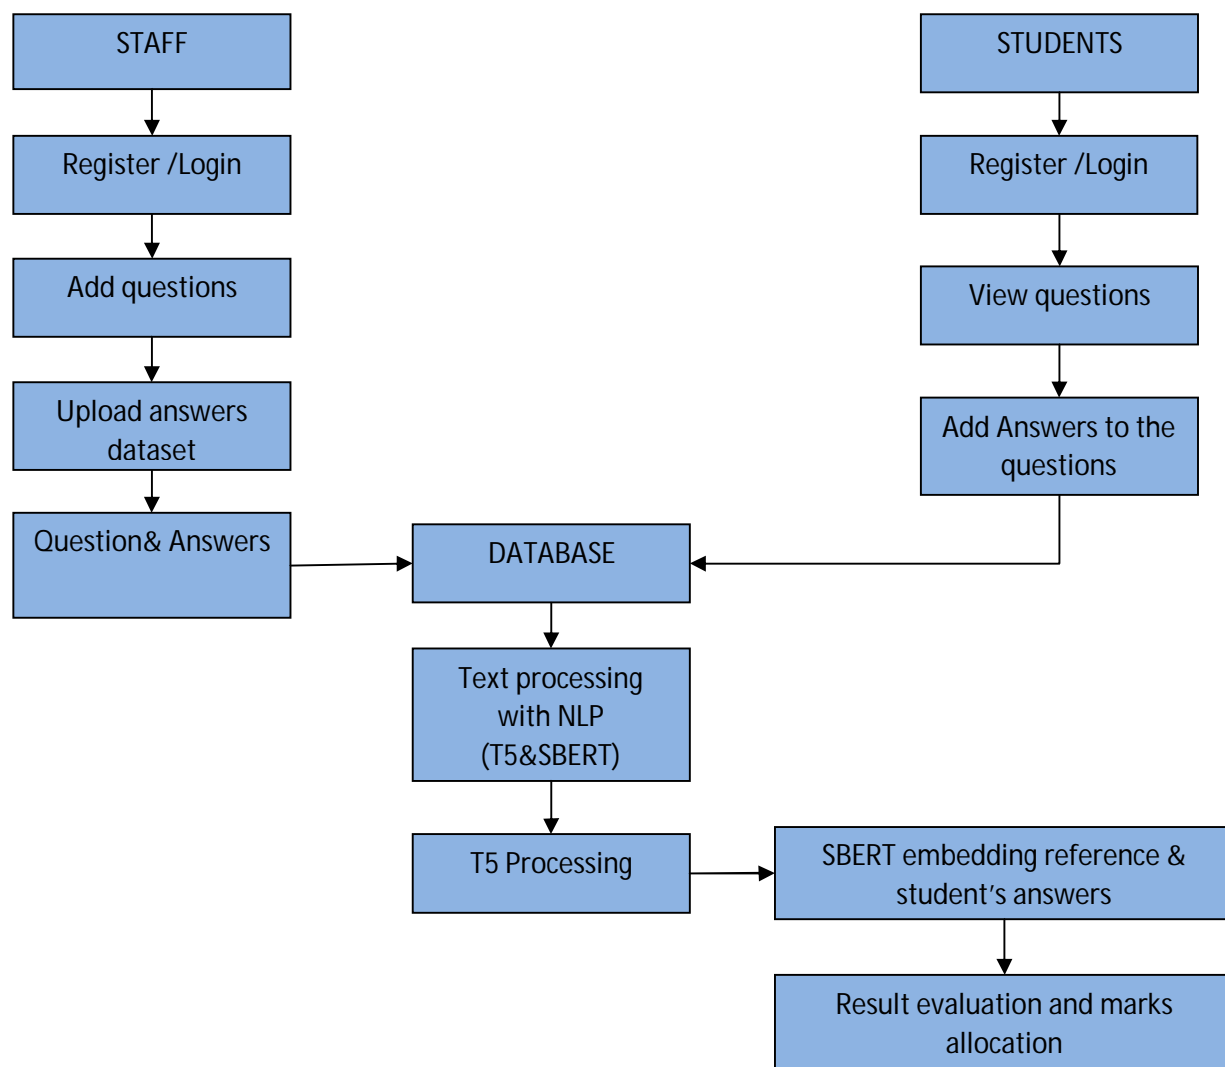 STAFF
Register /Login
Add questions
Upload answers
dataset
Question& Answers
STUDENTS
Register /Login
View questions
Add Answers to the
questions
DATABASE
Text processing
with NLP
(T5&SBERT)
T5 Processing
SBERT embedding reference &
student's answers
Result evaluation and marks
allocation